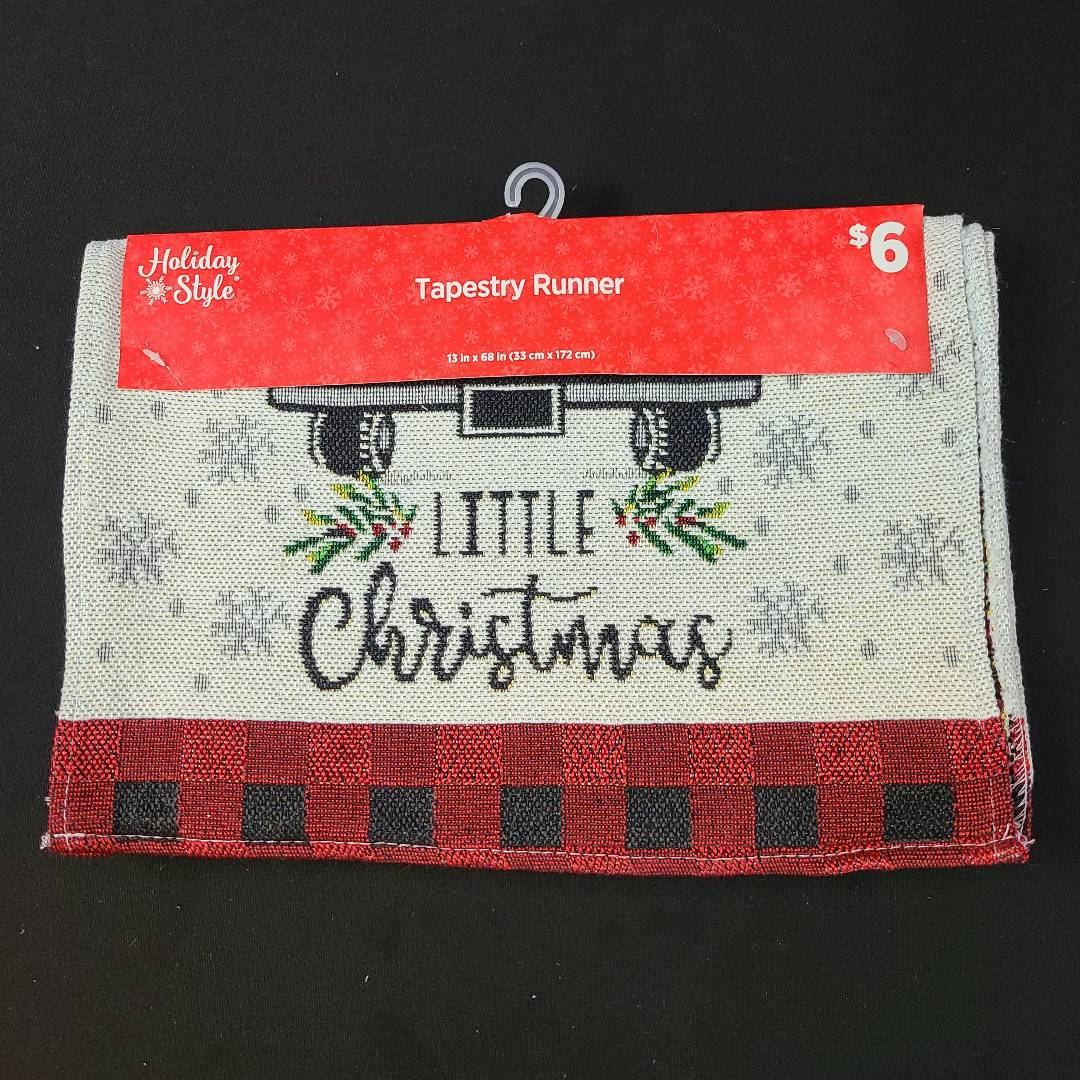 Holiday
Style®
Tapestry Runner
$6
13 in x 68 in (33 cm x 172 cm)
LITTLE
Christmas